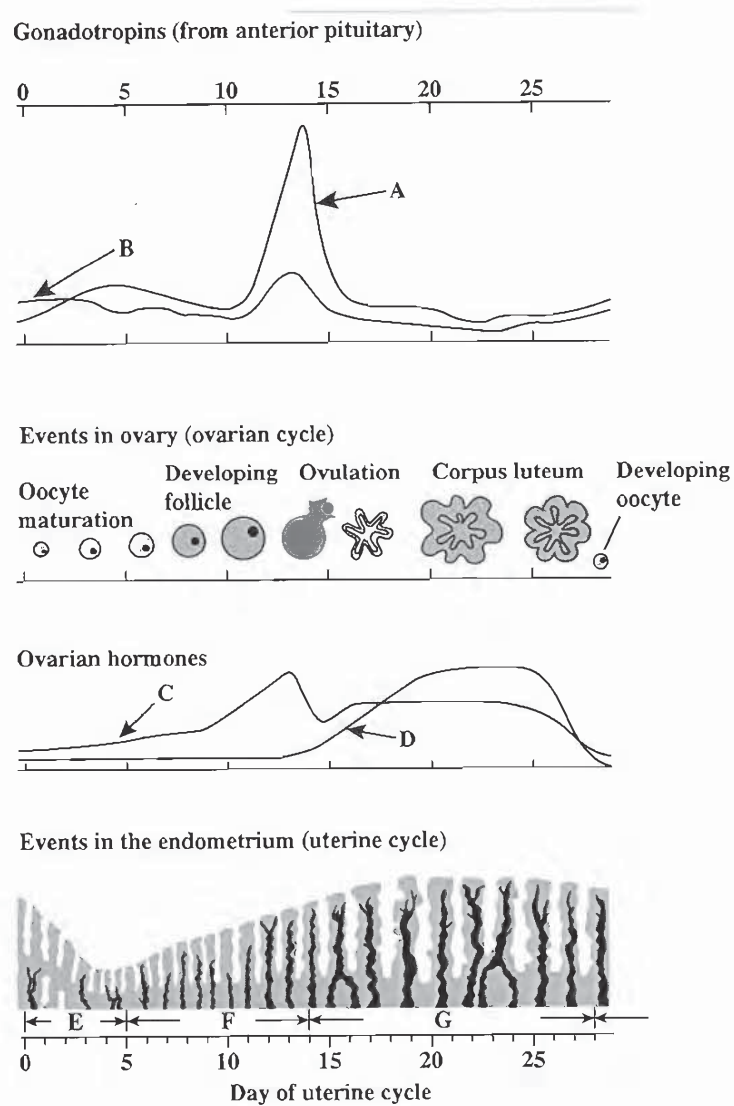 Gonadotropins (from anterior pituitary)
0 5 10 15 20 25
A
B
Events in ovary (ovarian cycle)
Oocyte
maturation
Developing
follicle
Ovulation
Corpus luteum
Developing
oocyte
Ovarian hormones
C
D
Events in the endometrium (uterine cycle)
E F G
0 5 10 15 20 25
Day of uterine cycle